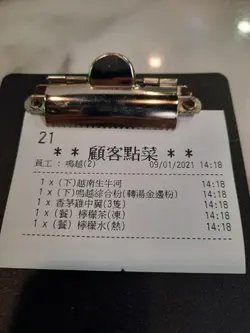 21
* * 顧客點菜 * *
員工 : 鳴越(2) 09/01/2021 14:18
1 x (下)越南生牛河 14:18
1 x (下)鳴越綜合粉(轉湯金邊粉) 14:18
1 x 香茅雞中翼(3隻) 14:18
1 x (餐) 檸檬茶(凍) 14:18
1 x (餐) 檸檬水(熱) 14:18